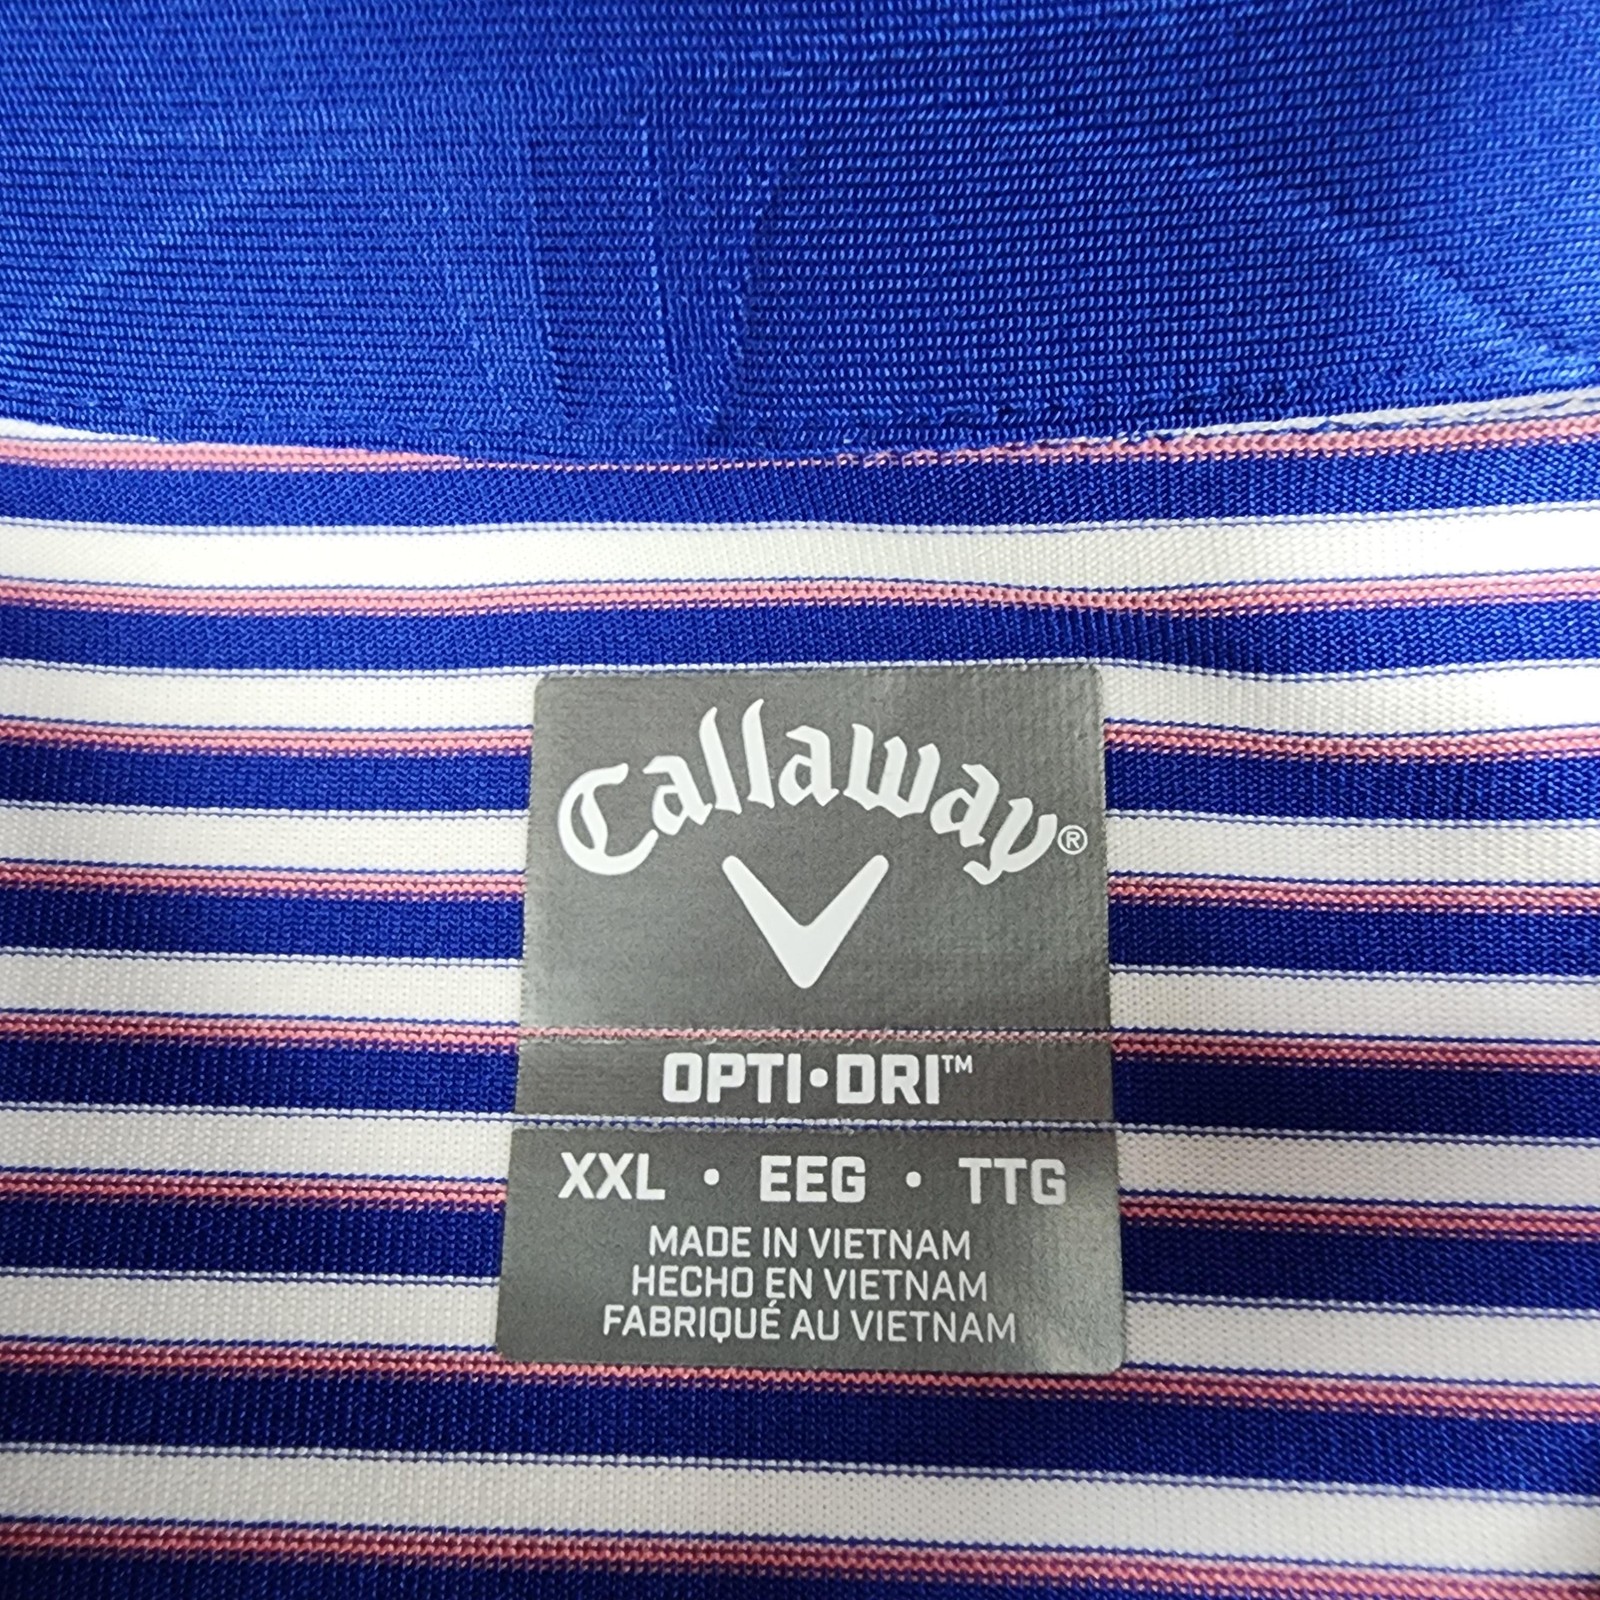 Callaway®
OPTI•DRI™
XXL • EEG • TTG
MADE IN VIETNAM
HECHO EN VIETNAM
FABRIQUÉ AU VIETNAM